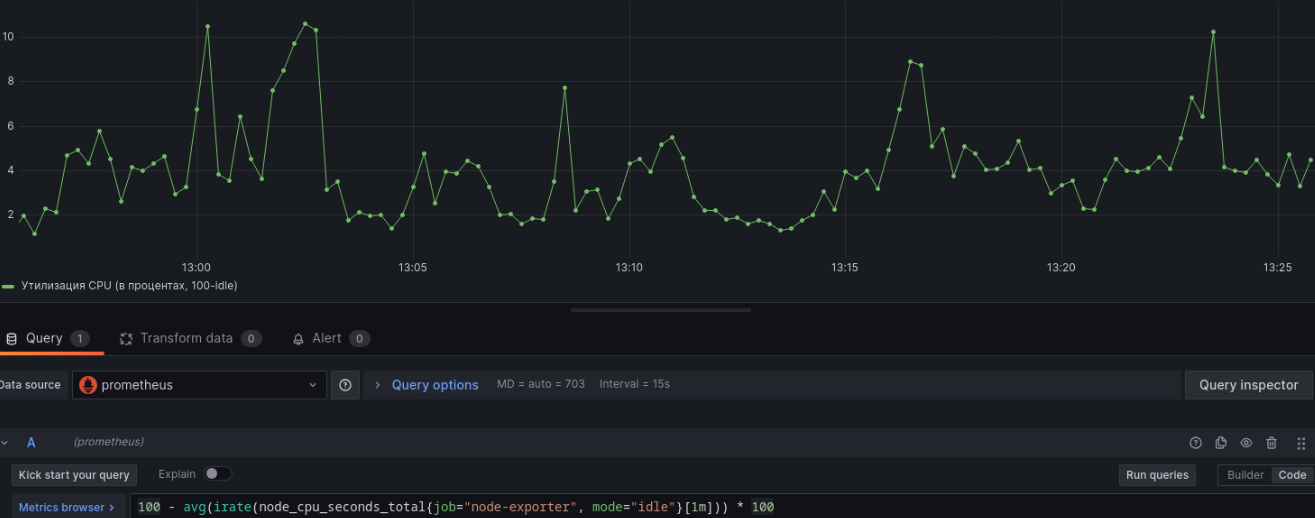 10
8
6
4
2
13:00 13:05 13:10 13:15 13:20 13:25
Утилизация CPU (в процентах, 100-idle)
Query 1 Transform data 0 Alert 0
Data source prometheus Query options MD = auto = 703 Interval = 15s Query inspector
A (prometheus)
Kick start your query Explain Run queries Builder Code
Metrics browser > 100 - avg(irate(node_cpu_seconds_total{job="node-exporter", mode="idle"}[1m])) * 100